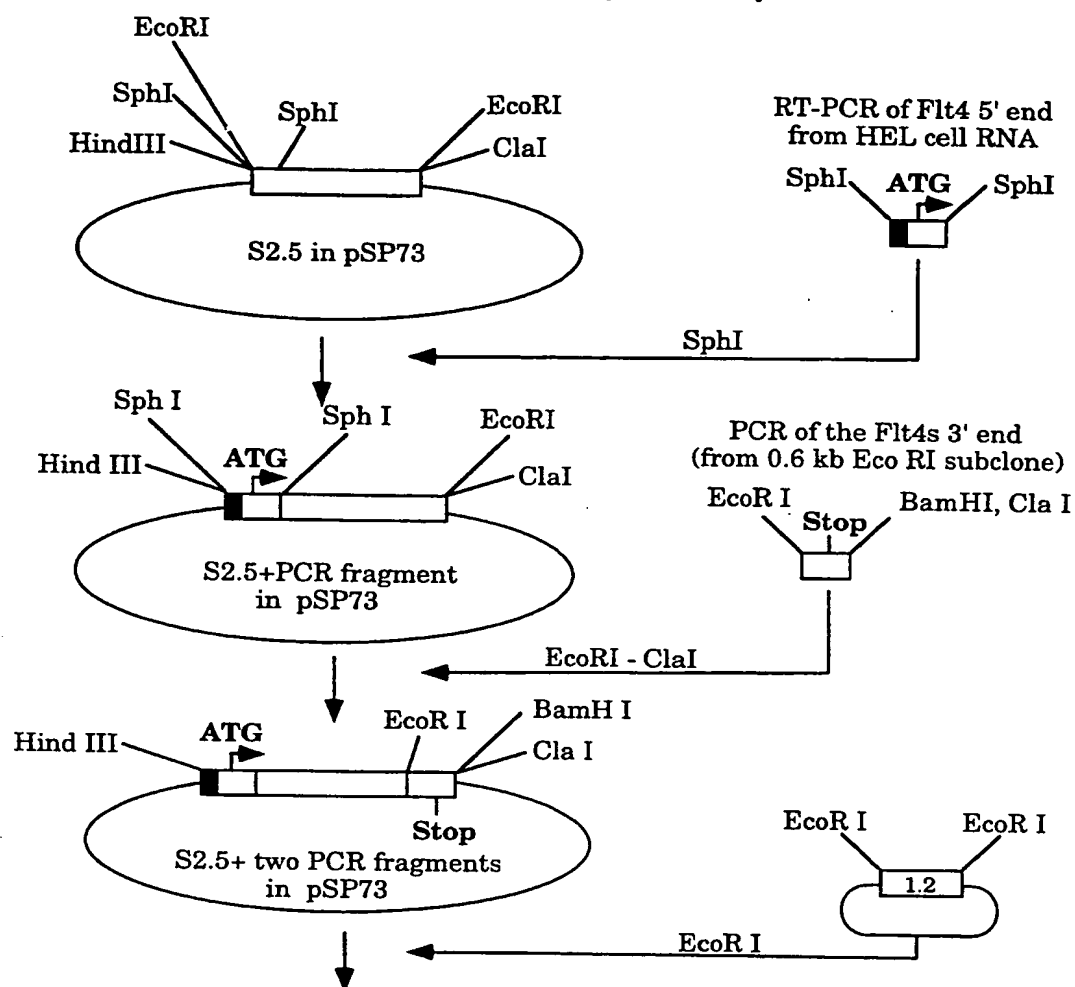 EcoRI
SphI
SphI
EcoRI
HindIII
ClaI
S2.5 in pSP73
RT-PCR of Flt4 5' end
from HEL cell RNA
SphI
ATG
SphI
SphI
Sph I
Sph I
EcoRI
Hind III
ATG
ClaI
S2.5+PCR fragment
in pSP73
PCR of the Flt4s 3' end
(from 0.6 kb Eco RI subclone)
EcoR I
Stop
BamHI, Cla I
EcoRI - ClaI
Hind III
ATG
EcoR I
BamH I
Cla I
Stop
S2.5+ two PCR fragments
in pSP73
EcoR I
EcoR I
1.2
EcoR I